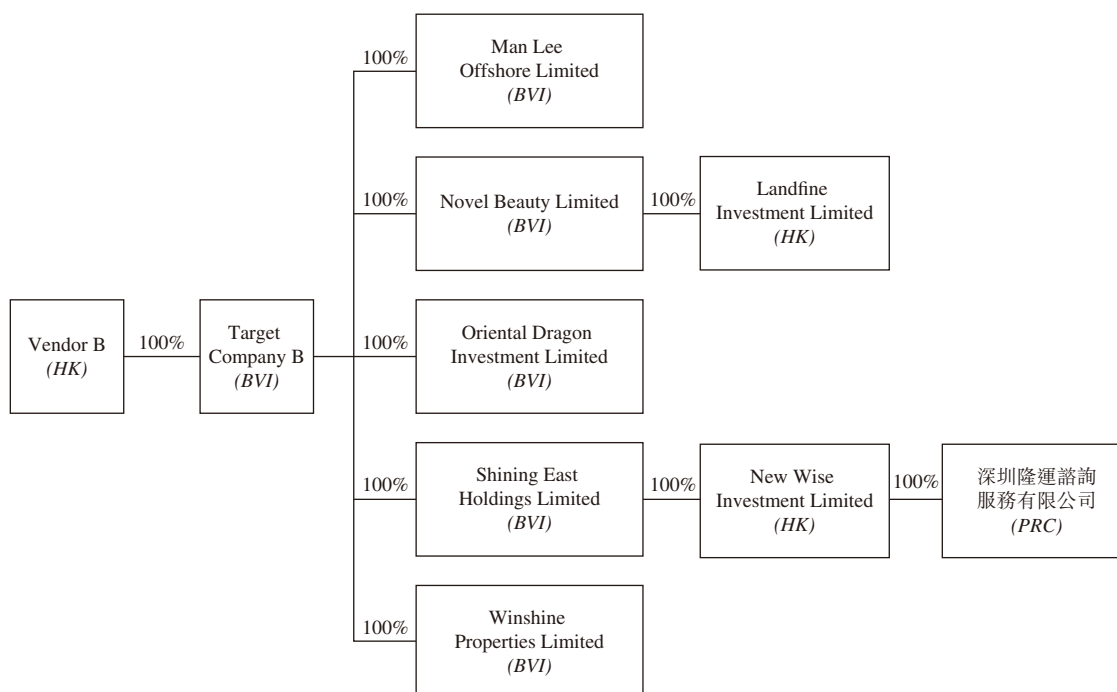 Man Lee
Offshore Limited
(BVI)
100%
Novel Beauty Limited
(BVI)
100%
100%
Landfine
Investment Limited
(HK)
Vendor B
(HK)
100%
Target
Company B
(BVI)
100%
Oriental Dragon
Investment Limited
(BVI)
100%
Shining East
Holdings Limited
(BVI)
100%
New Wise
Investment Limited
(HK)
100%
深圳隆運諮詢
服務有限公司
(PRC)
100%
Winshine
Properties Limited
(BVI)
100%